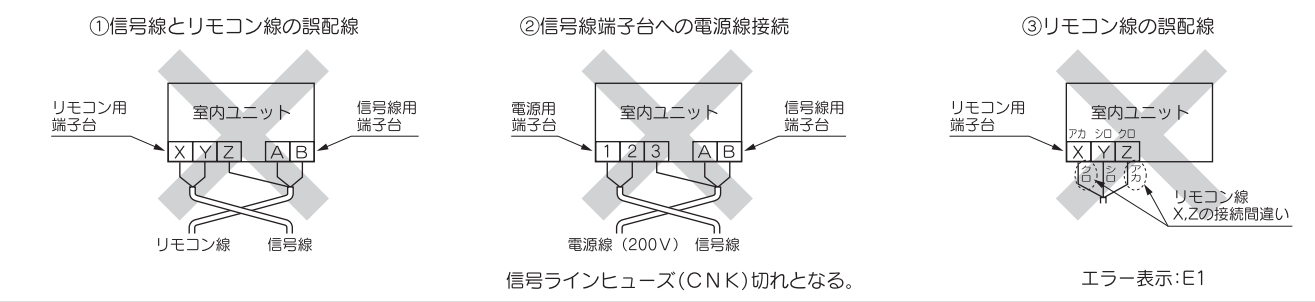 ①信号線とリモコン線の誤配線
リモコン用
端子台
室内ユニット
信号線用
端子台
X Y Z A B
リモコン線
信号線
②信号線端子台への電源線接続
電源用
端子台
室内ユニット
信号線用
端子台
1 2 3 A B
電源線（200V）
信号線
信号ラインヒューズ(CNK)切れとなる。
③リモコン線の誤配線
リモコン用
端子台
室内ユニット
アカ シロ クロ
X Y Z
クロ シロ アカ
リモコン線
X,Zの接続間違い
エラー表示:E1